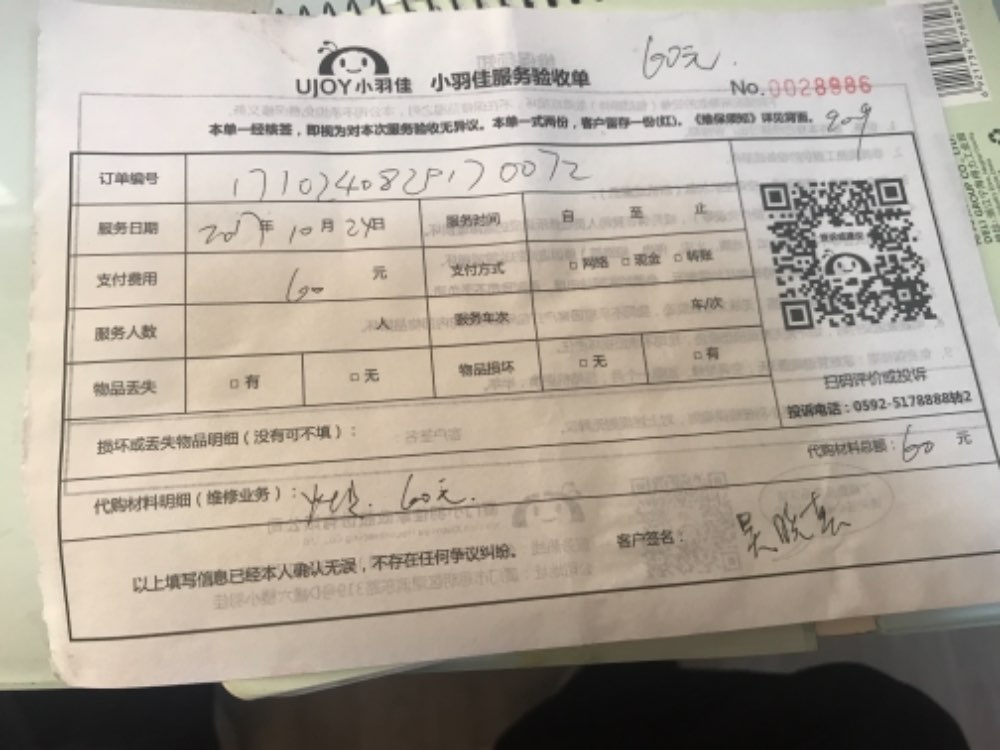 60元
UJOY小羽佳 小羽佳服务验收单
No.0028986
本单一经核签，即视为对本次服务验收无异议。本单一式两份，客户留存一份(红)。《维保须知》详见背面。
209
订单编号
服务日期 2017年10月24日 服务时间 自 至 止
支付费用 60 元 支付方式 □网络 □现金 □转账
服务人数 人 服务车次 车/次
物品丢失 □有 □无 物品损坏 □无 □有
扫码评价或投诉
投诉电话：0592-5178888转2
损坏或丢失物品明细（没有可不填）：
代购材料总额：60 元
代购材料明细（维修业务）： 60元.
以上填写信息已经本人确认无误，不存在任何争议纠纷。 客户签名：